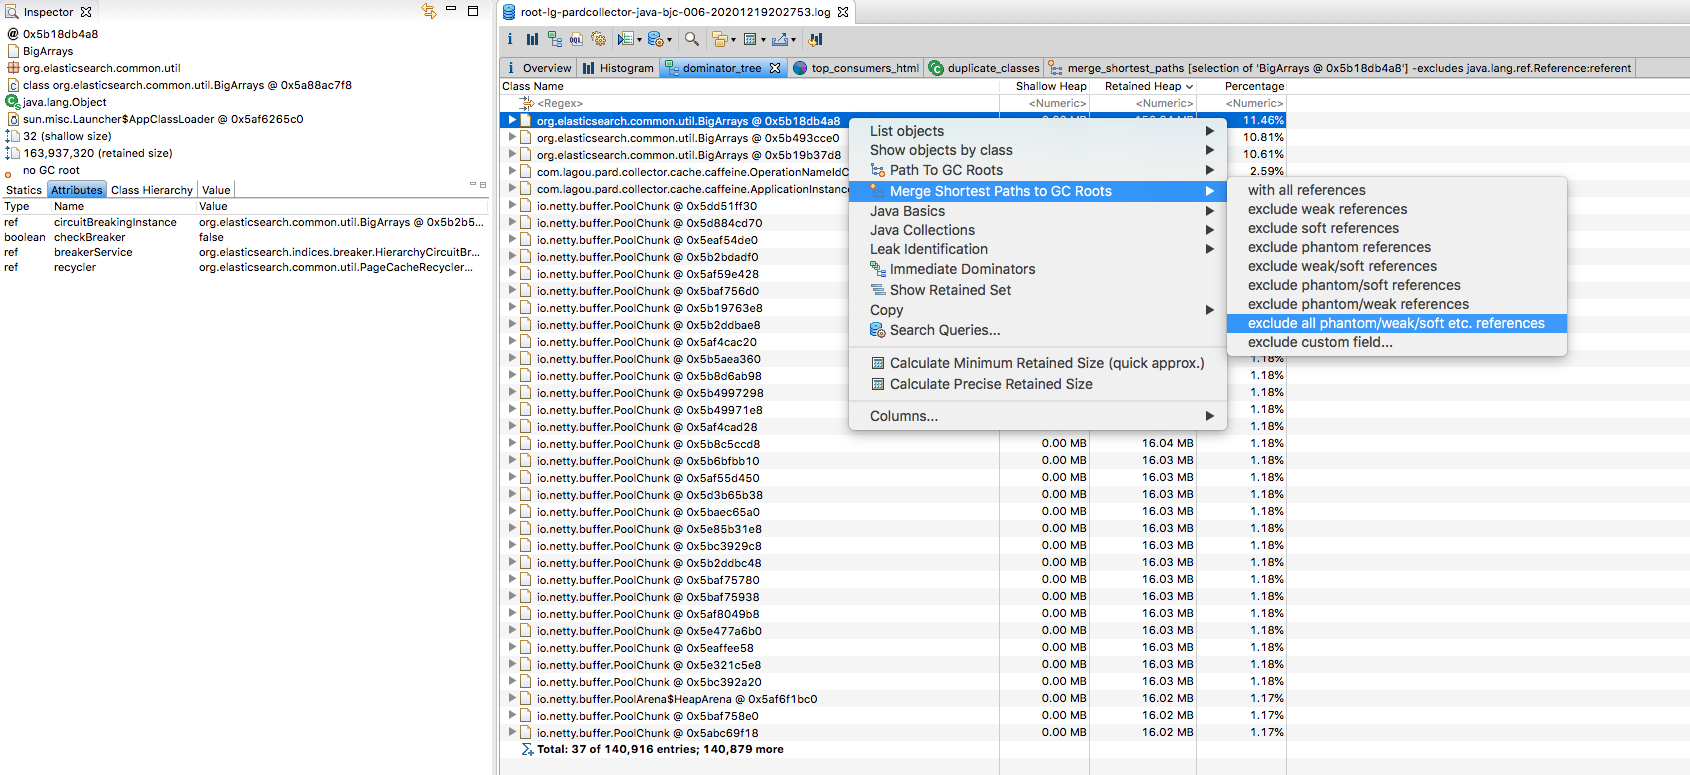 Inspector
@ 0x5b18db4a8
BigArrays
org.elasticsearch.common.util
class org.elasticsearch.common.util.BigArrays @ 0x5a88ac7f8
java.lang.Object
sun.misc.Launcher$AppClassLoader @ 0x5af6265c0
32 (shallow size)
163,937,320 (retained size)
no GC root
Statics Attributes Class Hierarchy Value
Type Name Value
ref circuitBreakingInstance org.elasticsearch.common.util.BigArrays @ 0x5b2b5...
boolean checkBreaker false
ref breakerService org.elasticsearch.indices.breaker.HierarchyCircuitBr...
ref recycler org.elasticsearch.common.util.PageCacheRecycler...
root-lg-pardcollector-java-bjc-006-20201219202753.log
Overview Histogram dominator_tree top_consumers_html duplicate_classes merge_shortest_paths [selection of 'BigArrays @ 0x5b18db4a8'] -excludes java.lang.ref.Reference:referent
Class Name Shallow Heap Retained Heap Percentage
<Regex> <Numeric> <Numeric> <Numeric>
org.elasticsearch.common.util.BigArrays @ 0x5b18db4a8 11.46%
org.elasticsearch.common.util.BigArrays @ 0x5b493cce0 10.81%
org.elasticsearch.common.util.BigArrays @ 0x5b19b37d8 10.61%
com.lagou.pard.collector.cache.caffeine.OperationNameIdC 2.59%
com.lagou.pard.collector.cache.caffeine.ApplicationInstanc
io.netty.buffer.PoolChunk @ 0x5dd51ff30
io.netty.buffer.PoolChunk @ 0x5d884cd70
io.netty.buffer.PoolChunk @ 0x5eaf54de0
io.netty.buffer.PoolChunk @ 0x5b2bdadf0
io.netty.buffer.PoolChunk @ 0x5af59e428
io.netty.buffer.PoolChunk @ 0x5baf756d0
io.netty.buffer.PoolChunk @ 0x5b19763e8
io.netty.buffer.PoolChunk @ 0x5b2ddbae8
io.netty.buffer.PoolChunk @ 0x5af4cac20
io.netty.buffer.PoolChunk @ 0x5b5aea360 1.18%
io.netty.buffer.PoolChunk @ 0x5b8d6ab98 1.18%
io.netty.buffer.PoolChunk @ 0x5b4997298 1.18%
io.netty.buffer.PoolChunk @ 0x5b49971e8 1.18%
io.netty.buffer.PoolChunk @ 0x5af4cad28 1.18%
io.netty.buffer.PoolChunk @ 0x5b8c5ccd8 0.00 MB 16.04 MB 1.18%
io.netty.buffer.PoolChunk @ 0x5b6bfbb10 0.00 MB 16.03 MB 1.18%
io.netty.buffer.PoolChunk @ 0x5af55d450 0.00 MB 16.03 MB 1.18%
io.netty.buffer.PoolChunk @ 0x5d3b65b38 0.00 MB 16.03 MB 1.18%
io.netty.buffer.PoolChunk @ 0x5baec65a0 0.00 MB 16.03 MB 1.18%
io.netty.buffer.PoolChunk @ 0x5e85b31e8 0.00 MB 16.03 MB 1.18%
io.netty.buffer.PoolChunk @ 0x5bc3929c8 0.00 MB 16.03 MB 1.18%
io.netty.buffer.PoolChunk @ 0x5b2ddbc48 0.00 MB 16.03 MB 1.18%
io.netty.buffer.PoolChunk @ 0x5baf75780 0.00 MB 16.03 MB 1.18%
io.netty.buffer.PoolChunk @ 0x5baf75938 0.00 MB 16.03 MB 1.18%
io.netty.buffer.PoolChunk @ 0x5af8049b8 0.00 MB 16.03 MB 1.18%
io.netty.buffer.PoolChunk @ 0x5e477a6b0 0.00 MB 16.03 MB 1.18%
io.netty.buffer.PoolChunk @ 0x5eaffee58 0.00 MB 16.03 MB 1.18%
io.netty.buffer.PoolChunk @ 0x5e321c5e8 0.00 MB 16.03 MB 1.18%
io.netty.buffer.PoolChunk @ 0x5bc392a20 0.00 MB 16.03 MB 1.18%
io.netty.buffer.PoolArena$HeapArena @ 0x5af6f1bc0 0.00 MB 16.02 MB 1.17%
io.netty.buffer.PoolChunk @ 0x5baf758e0 0.00 MB 16.02 MB 1.17%
io.netty.buffer.PoolChunk @ 0x5abc69f18 0.00 MB 16.02 MB 1.17%
Total: 37 of 140,916 entries; 140,879 more
List objects
Show objects by class
Path To GC Roots
Merge Shortest Paths to GC Roots
Java Basics
Java Collections
Leak Identification
Immediate Dominators
Show Retained Set
Copy
Search Queries...
Calculate Minimum Retained Size (quick approx.)
Calculate Precise Retained Size
Columns...
with all references
exclude weak references
exclude soft references
exclude phantom references
exclude weak/soft references
exclude phantom/soft references
exclude phantom/weak references
exclude all phantom/weak/soft etc. references
exclude custom field...